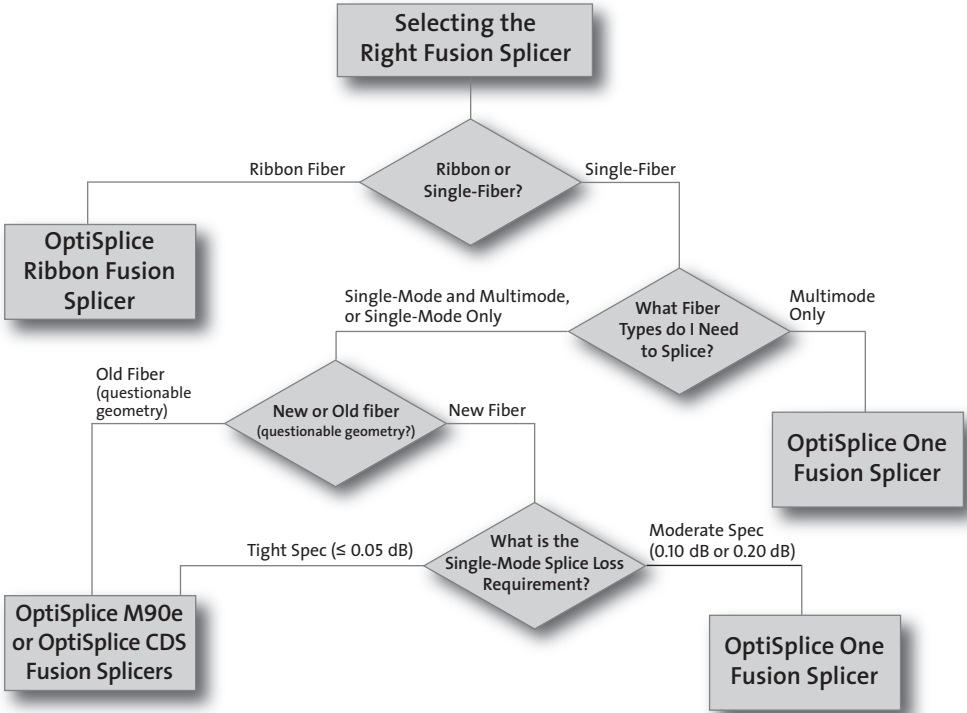 Selecting the
Right Fusion Splicer
Ribbon Fiber
Ribbon or
Single-Fiber?
Single-Fiber
OptiSplice
Ribbon Fusion
Splicer
Single-Mode and Multimode,
or Single-Mode Only
What Fiber
Types do I Need
to Splice?
Multimode
Only
Old Fiber
(questionable
geometry)
New or Old fiber
(questionable geometry?)
New Fiber
OptiSplice One
Fusion Splicer
Tight Spec (≤ 0.05 dB)
What is the
Single-Mode Splice Loss
Requirement?
Moderate Spec
(0.10 dB or 0.20 dB)
OptiSplice M90e
or OptiSplice CDS
Fusion Splicers
OptiSplice One
Fusion Splicer